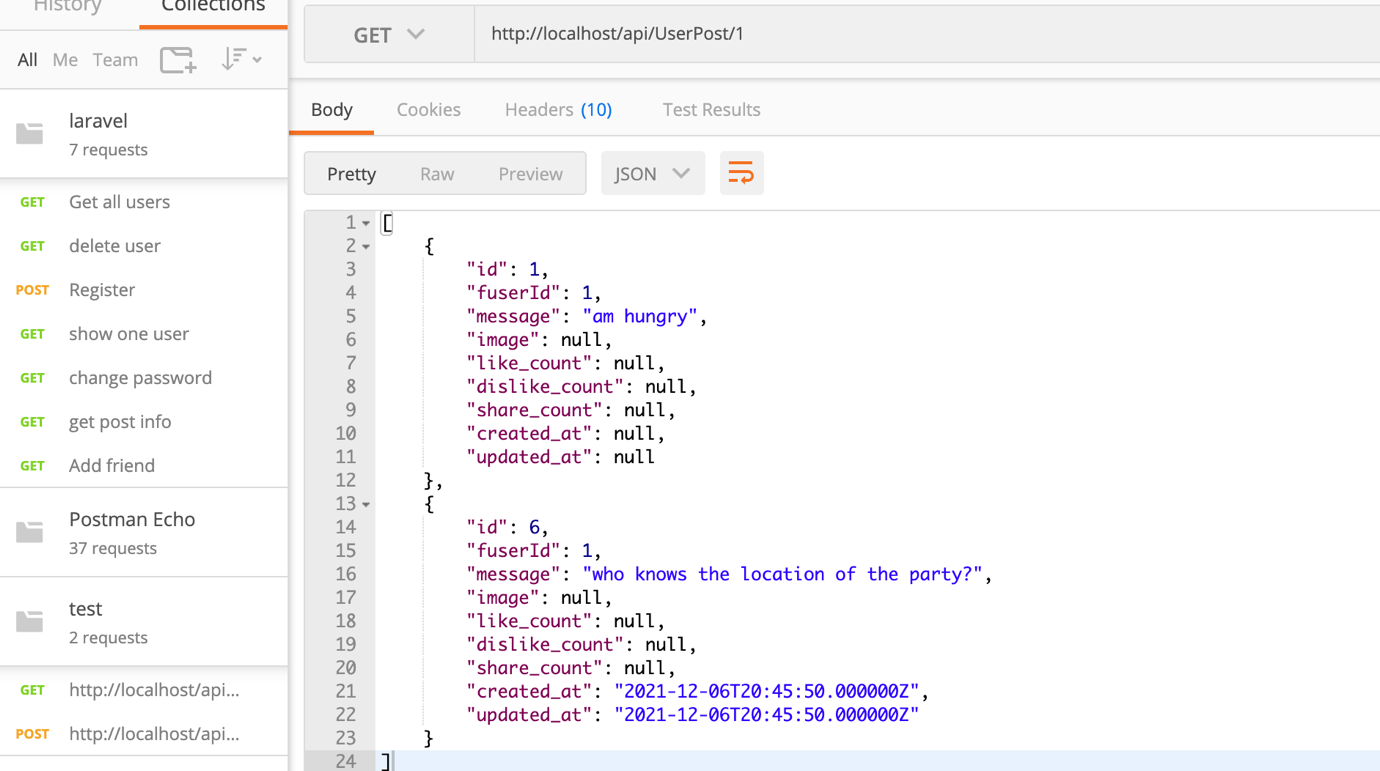 History
Collections
All
Me
Team
laravel
7 requests
GET Get all users
GET delete user
POST Register
GET show one user
GET change password
GET get post info
GET Add friend
Postman Echo
37 requests
test
2 requests
GET http://localhost/api...
POST http://localhost/api...
GET
http://localhost/api/UserPost/1
Body
Cookies
Headers (10)
Test Results
Pretty
Raw
Preview
JSON
1 [
2 {
3 "id": 1,
4 "fuserId": 1,
5 "message": "am hungry",
6 "image": null,
7 "like_count": null,
8 "dislike_count": null,
9 "share_count": null,
10 "created_at": null,
11 "updated_at": null
12 },
13 {
14 "id": 6,
15 "fuserId": 1,
16 "message": "who knows the location of the party?",
17 "image": null,
18 "like_count": null,
19 "dislike_count": null,
20 "share_count": null,
21 "created_at": "2021-12-06T20:45:50.000000Z",
22 "updated_at": "2021-12-06T20:45:50.000000Z"
23 }
24 ]